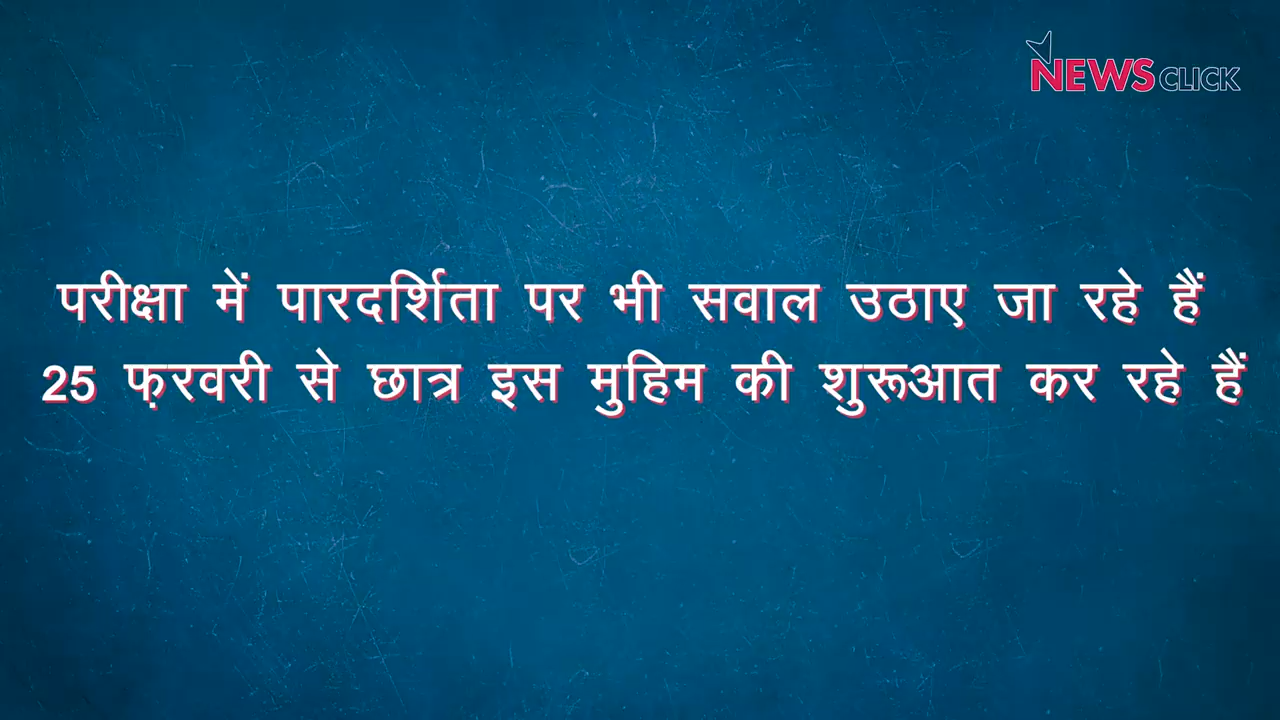 NEWSCLICK
परीक्षा में पारदर्शिता पर भी सवाल उठाए जा रहे हैं
25 फ़रवरी से छात्र इस मुहिम की शुरूआत कर रहे हैं